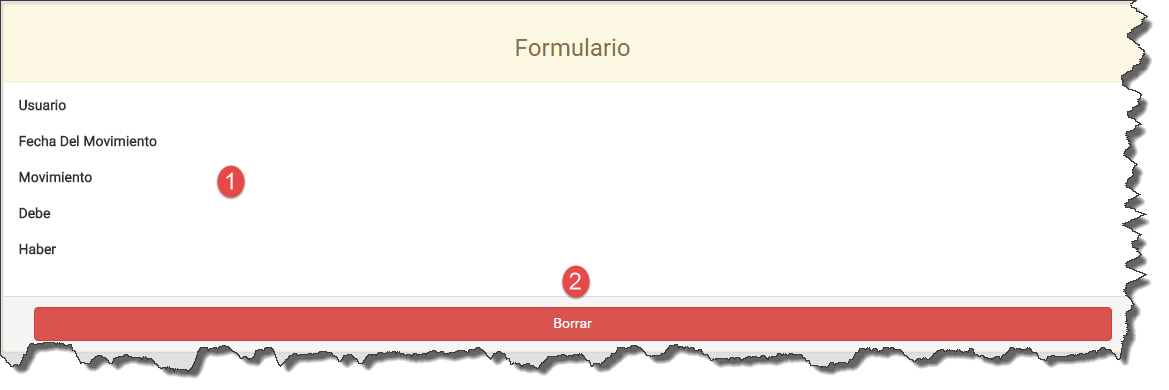 Formulario
Usuario
Fecha Del Movimiento
Movimiento
1
Debe
Haber
2
Borrar